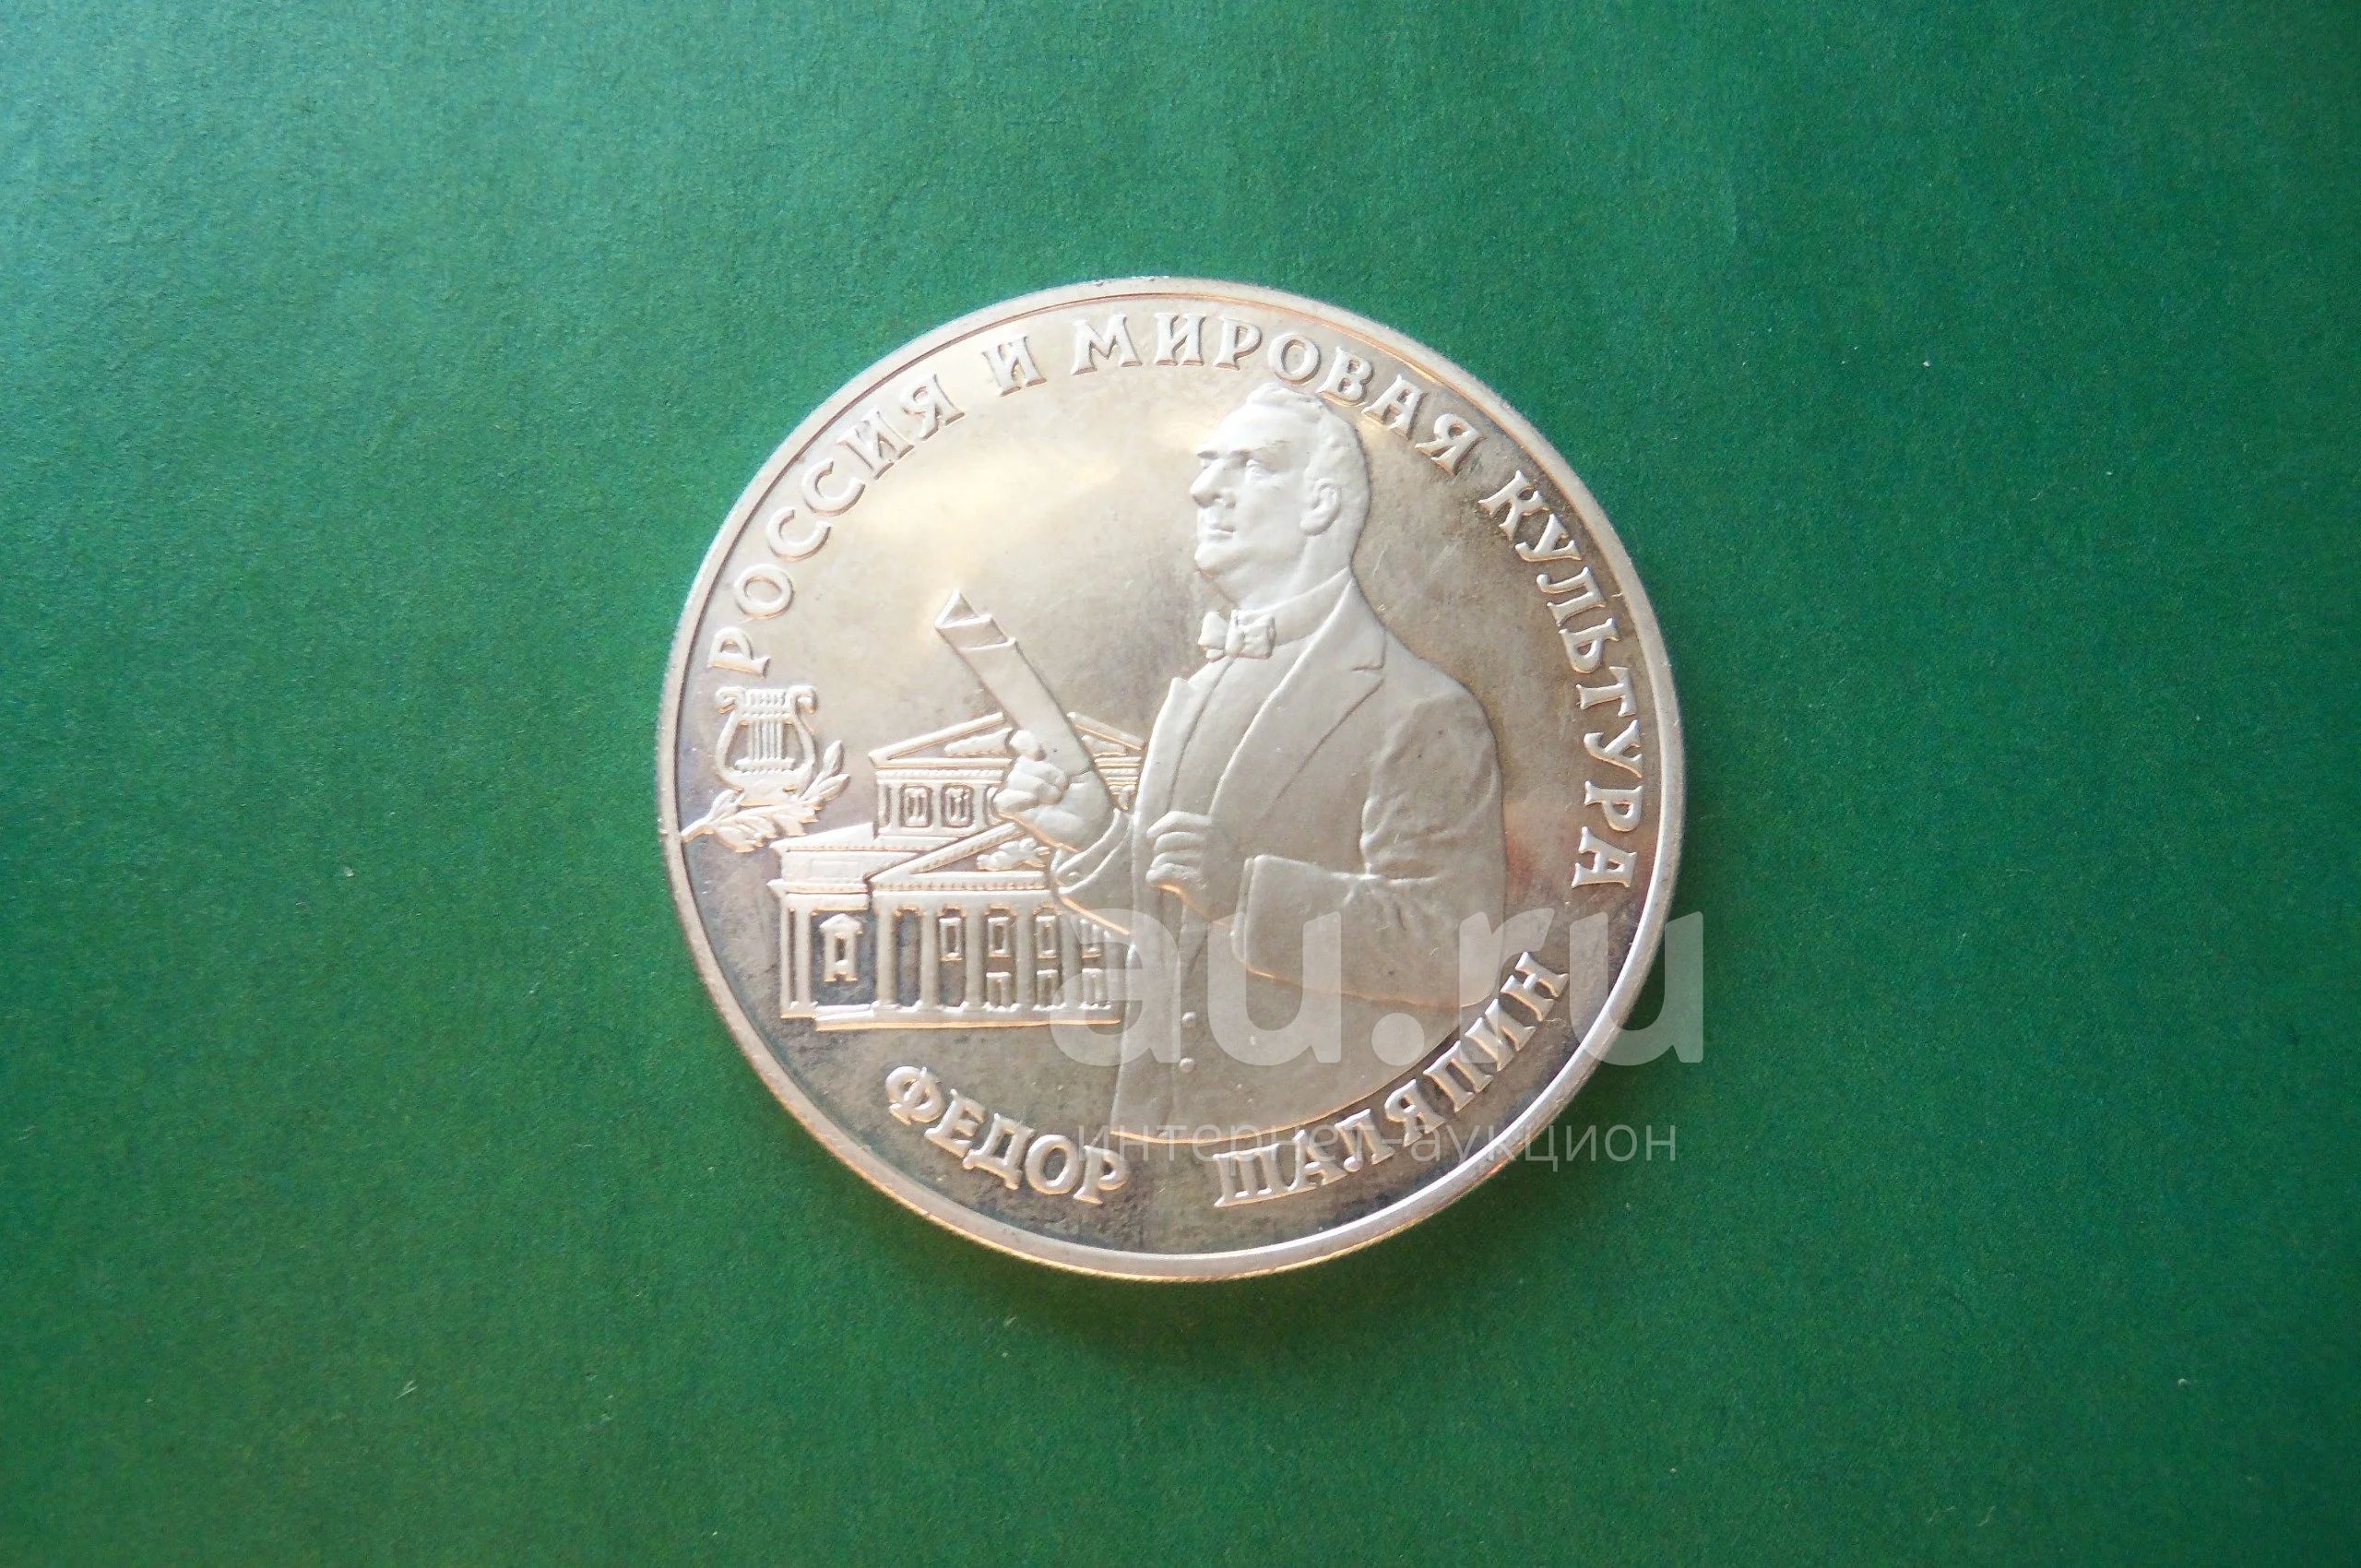 РОССИЯ И МИРОВАЯ КУЛЬТУРА
ФЕДОР ШАЛЯПИН
au.ru
интернет-аукцион